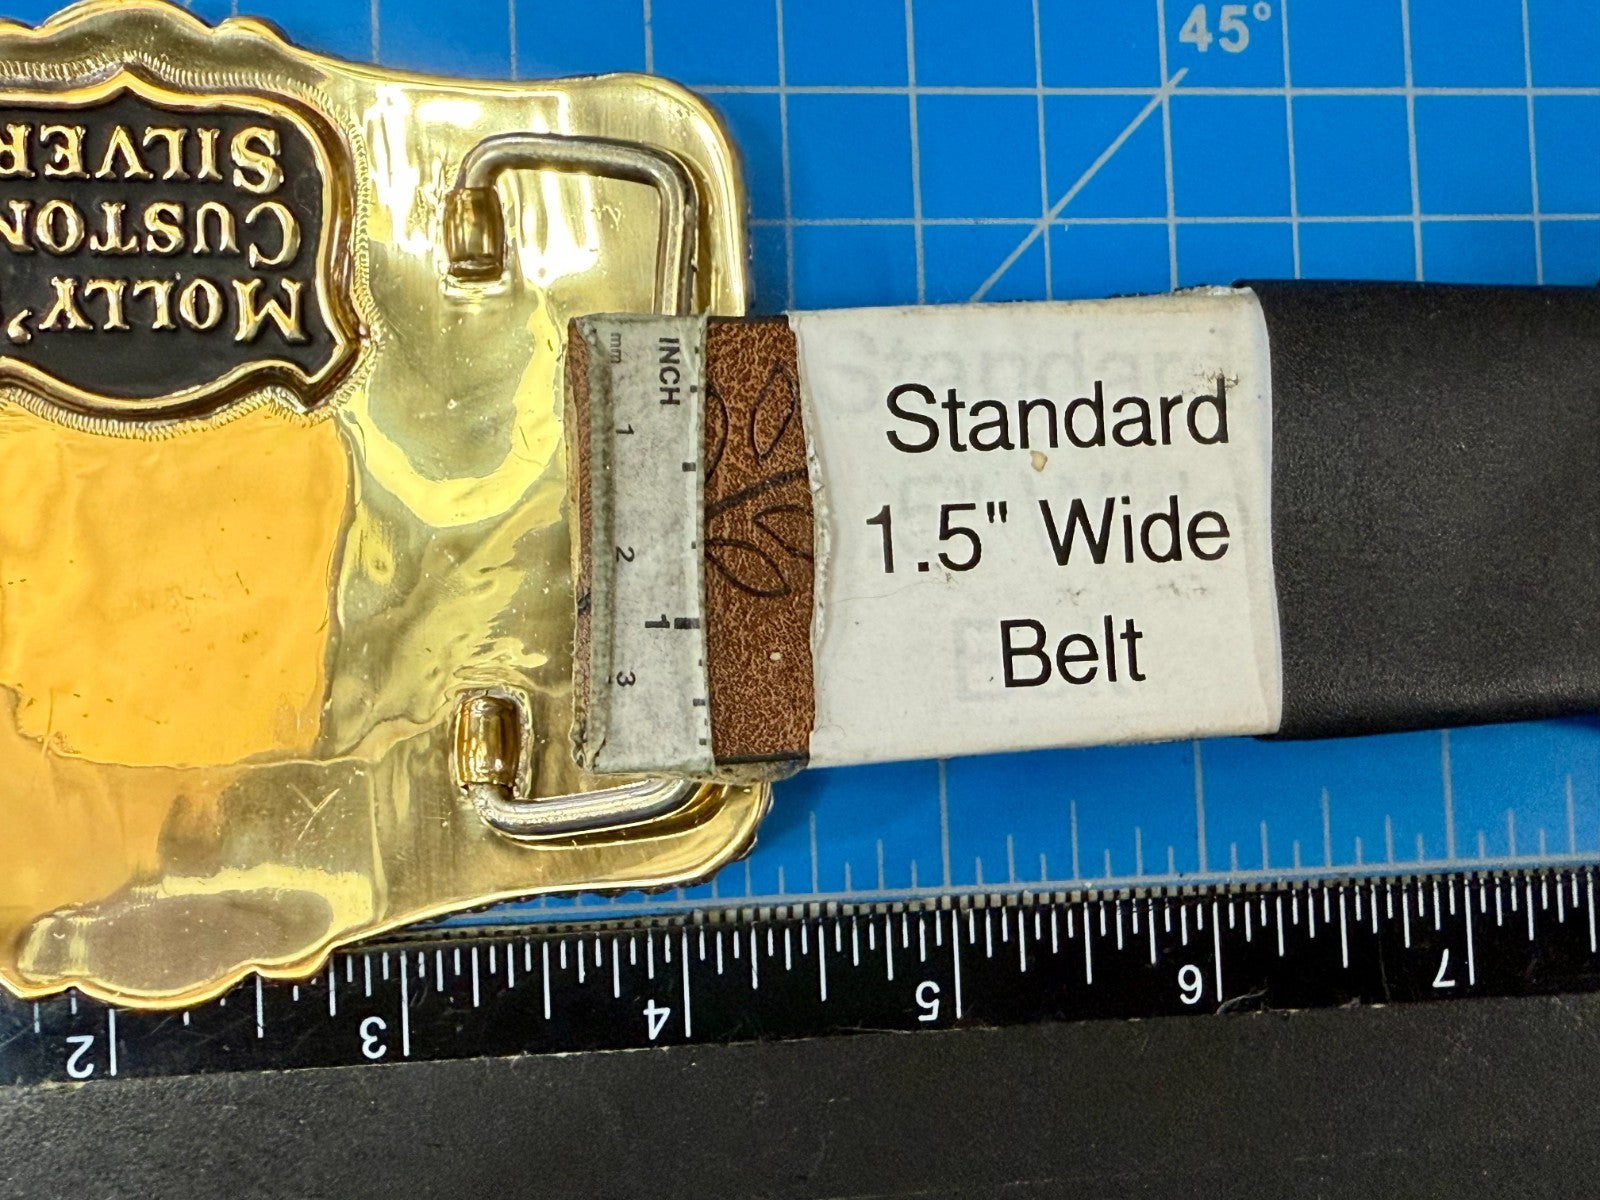 45°
MOLLY'
CUSTOM
SILVER
INCH
mm
1
2
3
1
Standard
1.5" Wide
Belt
2 3 4 5 6 7